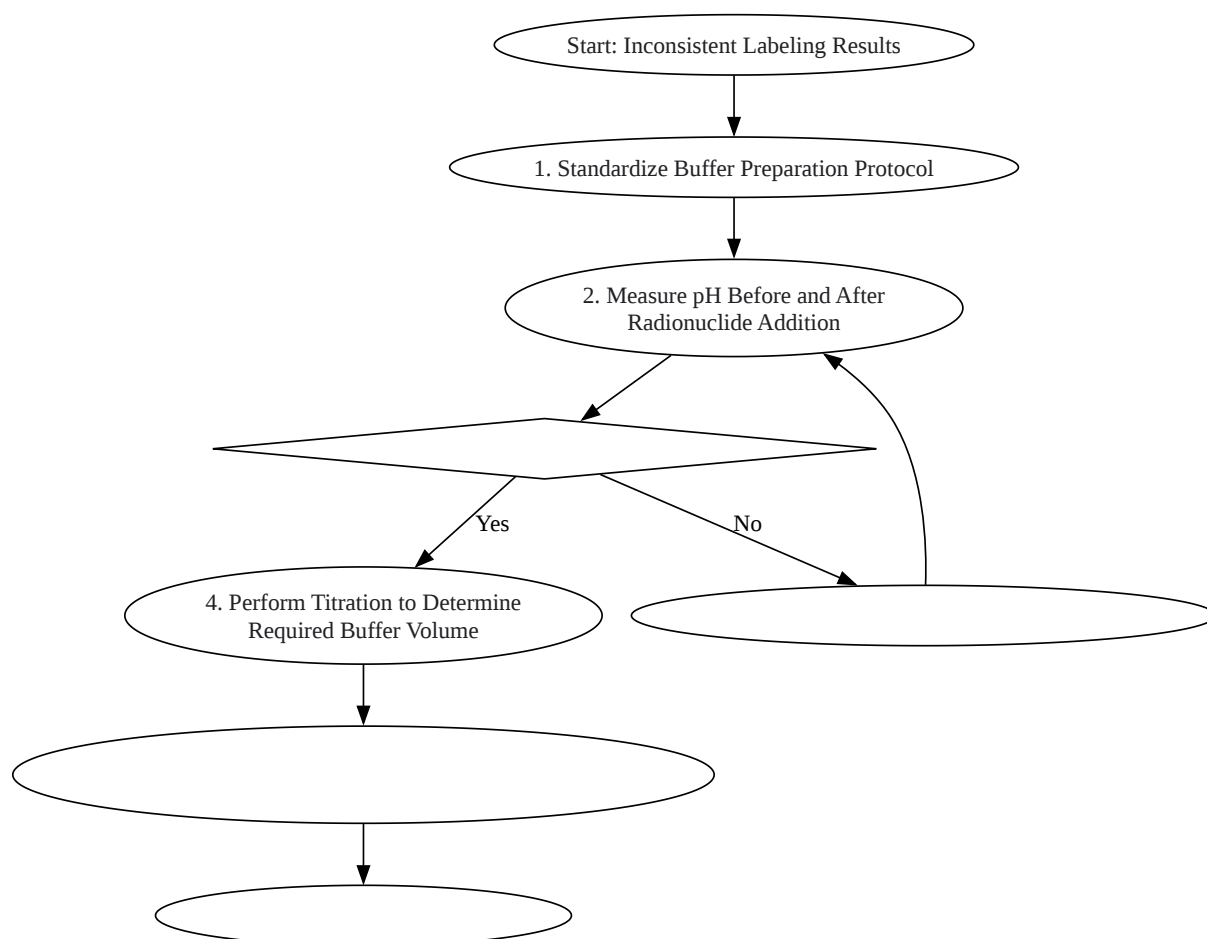 Start: Inconsistent Labeling Results
1. Standardize Buffer Preparation Protocol
2. Measure pH Before and After
Radionuclide Addition
Yes
No
4. Perform Titration to Determine
Required Buffer Volume